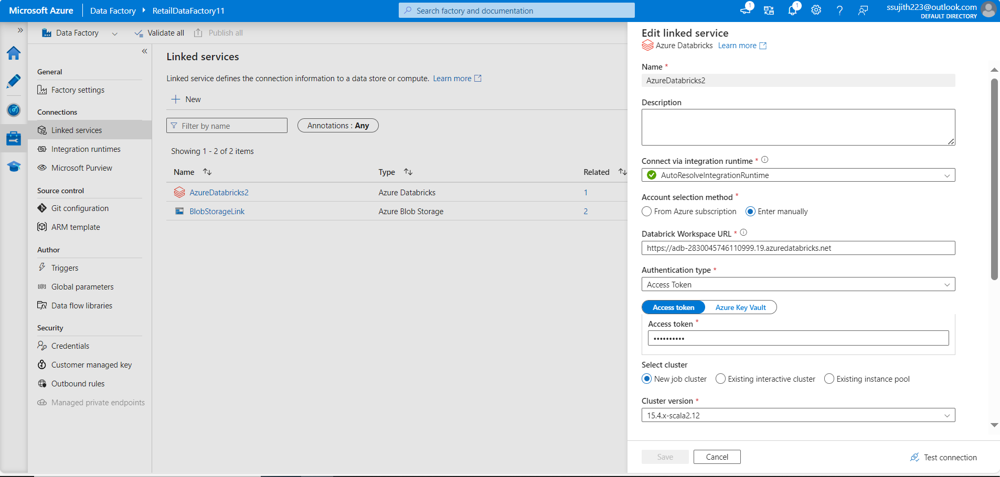 Microsoft Azure
Data Factory
RetailDataFactory11
Search factory and documentation
1
1
ssujith223@outlook.com
DEFAULT DIRECTORY
Data Factory
Validate all
Publish all
General
Factory settings
Connections
Linked services
Integration runtimes
Microsoft Purview
Source control
Git configuration
ARM template
Author
Triggers
Global parameters
Data flow libraries
Security
Credentials
Customer managed key
Outbound rules
Managed private endpoints
Linked services
Linked service defines the connection information to a data store or compute. Learn more
New
Filter by name
Annotations : Any
Showing 1 - 2 of 2 items
Name Type Related
AzureDatabricks2 Azure Databricks 1
BlobStorageLink Azure Blob Storage 2
Edit linked service
Azure Databricks Learn more
Name *
AzureDatabricks2
Description
Connect via integration runtime *
AutoResolveIntegrationRuntime
Account selection method *
From Azure subscription Enter manually
Databrick Workspace URL *
https://adb-2830045746110999.19.azuredatabricks.net
Authentication type *
Access Token
Access token Azure Key Vault
Access token *
••••••••••
Select cluster
New job cluster Existing interactive cluster Existing instance pool
Cluster version *
15.4.x-scala2.12
Save Cancel Test connection